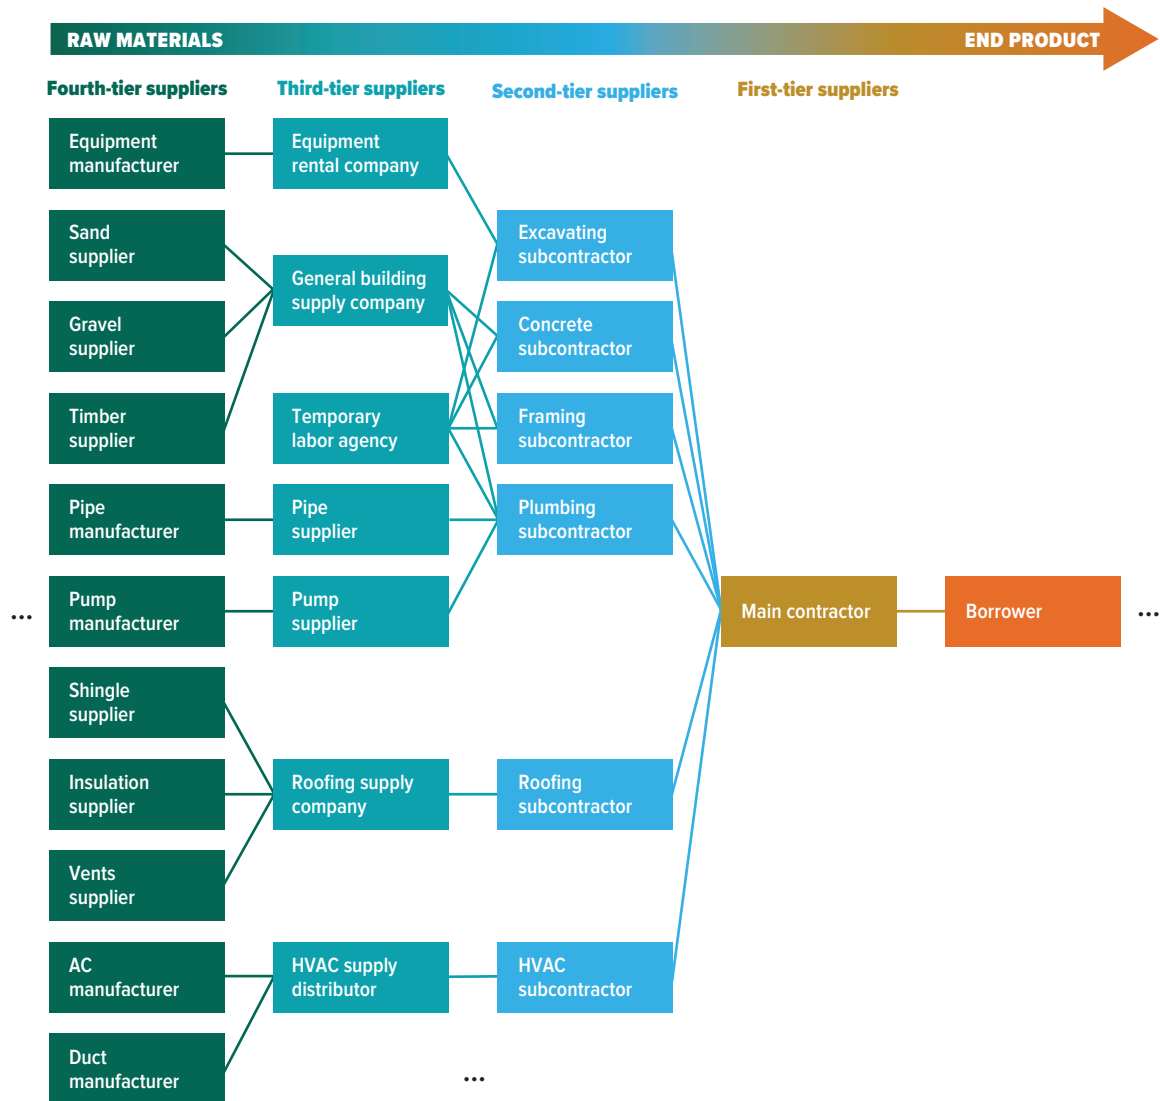 RAW MATERIALS
END PRODUCT
Fourth-tier suppliers
Third-tier suppliers
Second-tier suppliers
First-tier suppliers
Equipment
manufacturer
Sand
supplier
Gravel
supplier
Timber
supplier
Pipe
manufacturer
...
Pump
manufacturer
Shingle
supplier
Insulation
supplier
Vents
supplier
AC
manufacturer
Duct
manufacturer
Equipment
rental company
General building
supply company
Temporary
labor agency
Pipe
supplier
Pump
supplier
Roofing supply
company
HVAC supply
distributor
Excavating
subcontractor
Concrete
subcontractor
Framing
subcontractor
Plumbing
subcontractor
Roofing
subcontractor
HVAC
subcontractor
...
Main contractor
Borrower
...